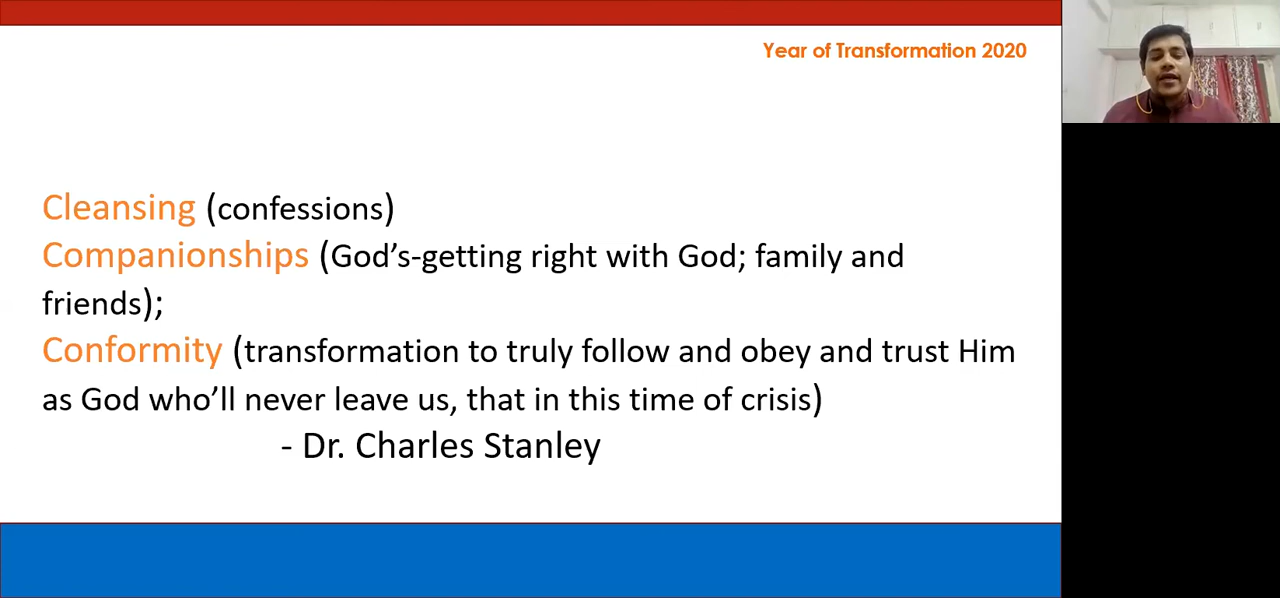 Year of Transformation 2020
Cleansing (confessions)
Companionships (God’s-getting right with God; family and
friends);
Conformity (transformation to truly follow and obey and trust Him
as God who’ll never leave us, that in this time of crisis)
- Dr. Charles Stanley